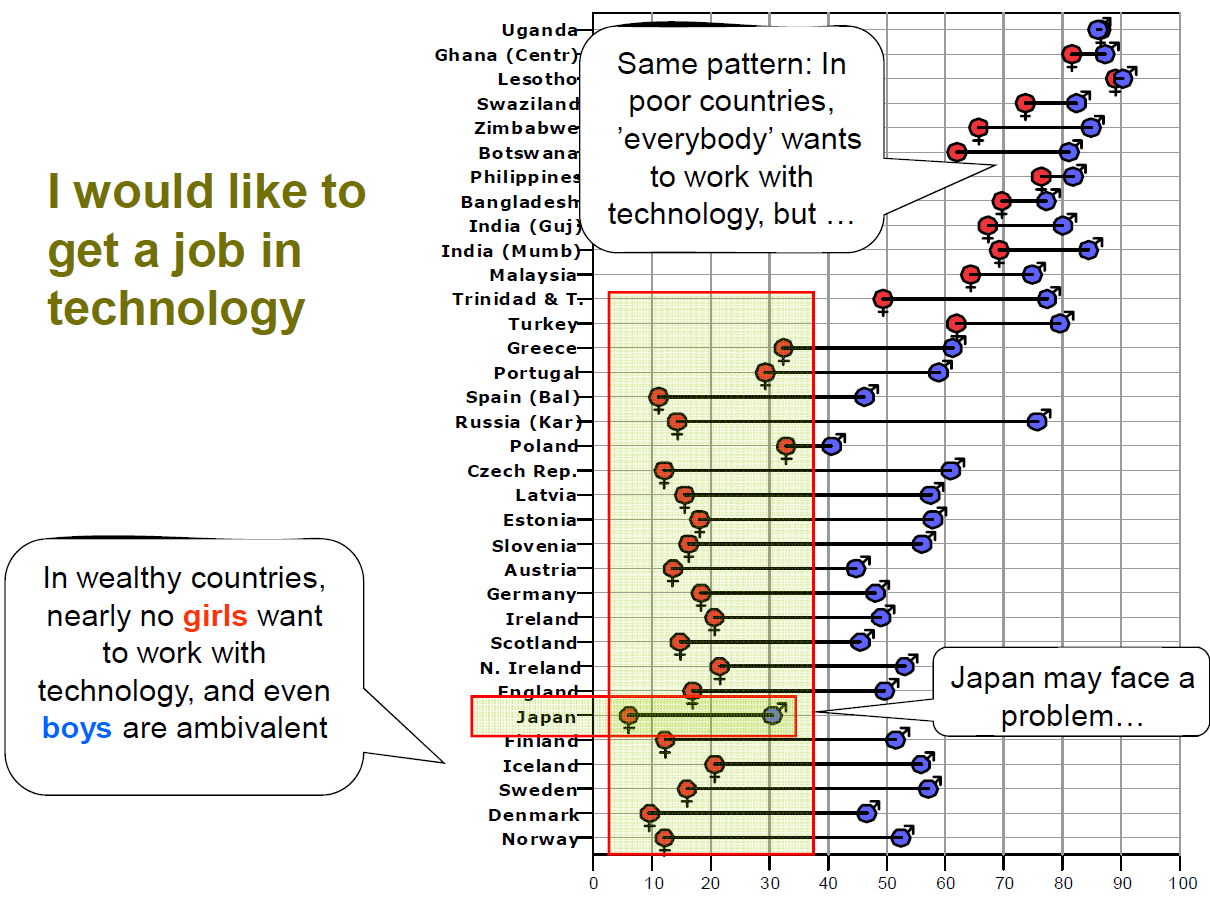 I would like to
get a job in
technology
Same pattern: In
poor countries,
’everybody’ wants
to work with
technology, but …
In wealthy countries,
nearly no girls want
to work with
technology, and even
boys are ambivalent
Japan may face a
problem…
Uganda
Ghana (Centr)
Lesotho
Swaziland
Zimbabwe
Botswana
Philippines
Bangladesh
India (Guj)
India (Mumb)
Malaysia
Trinidad & T.
Turkey
Greece
Portugal
Spain (Bal)
Russia (Kar)
Poland
Czech Rep.
Latvia
Estonia
Slovenia
Austria
Germany
Ireland
Scotland
N. Ireland
England
Japan
Finland
Iceland
Sweden
Denmark
Norway
0 10 20 30 40 50 60 70 80 90 100